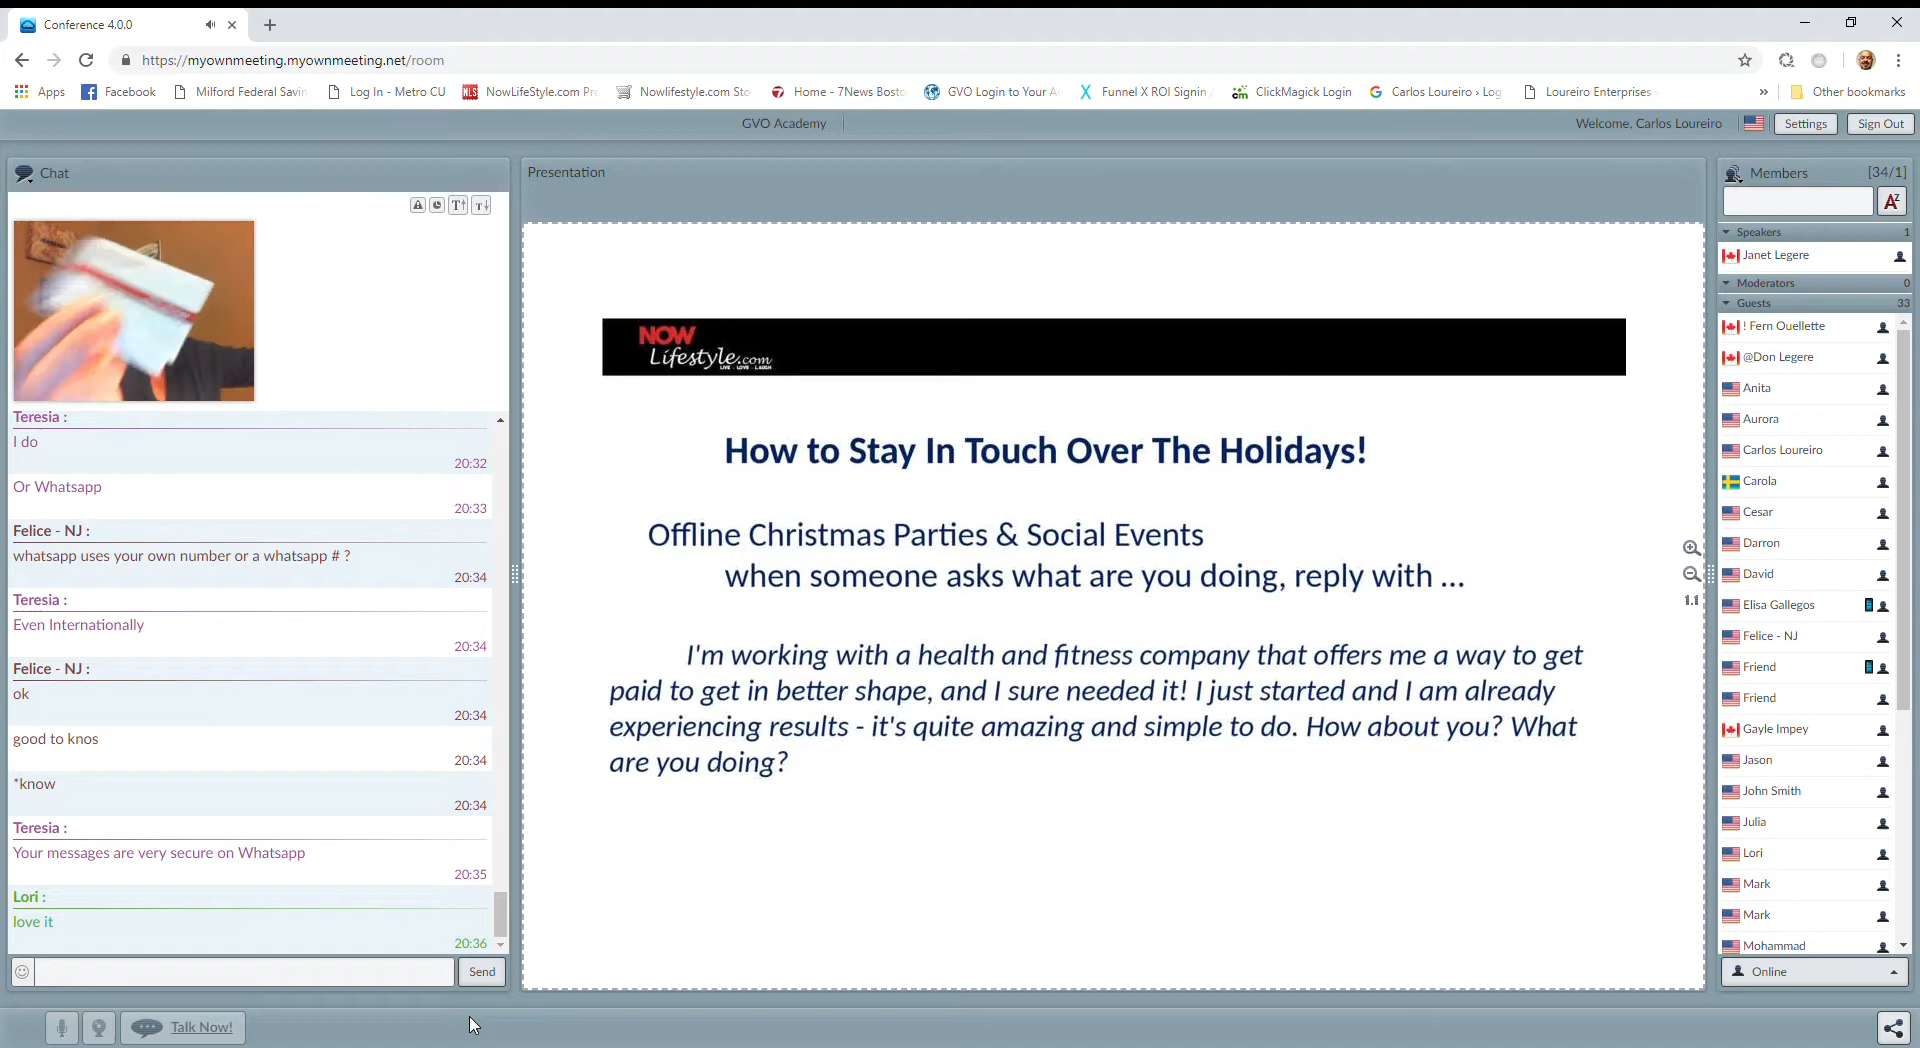 Conference 4.0.0
https://myownmeeting.myownmeeting.net/room
Apps
Facebook
Milford Federal Savin
Log In - Metro CU
NLS
NowLifeStyle.com Pre
Nowlifestyle.com Sto
Home - 7News Bosto
GVO Login to Your A
Funnel X ROI Signin
cm
ClickMagick Login
Carlos Loureiro › Log
Loureiro Enterprises
»
Other bookmarks
GVO Academy
Welcome, Carlos Loureiro
Settings
Sign Out
Chat
Teresia :
I do
20:32
Or Whatsapp
20:33
Felice - NJ :
whatsapp uses your own number or a whatsapp # ?
20:34
Teresia :
Even Internationally
20:34
Felice - NJ :
ok
20:34
good to knos
20:34
*know
20:34
Teresia :
Your messages are very secure on Whatsapp
20:35
Lori :
love it
20:36
Send
Talk Now!
Presentation
NOW
Lifestyle.com
LIVE - LOVE - LAUGH
How to Stay In Touch Over The Holidays!
Offline Christmas Parties & Social Events
when someone asks what are you doing, reply with ...
I'm working with a health and fitness company that offers me a way to get
paid to get in better shape, and I sure needed it! I just started and I am already
experiencing results - it's quite amazing and simple to do. How about you? What
are you doing?
1.1
Members
[34/1]
Speakers
1
Janet Legere
Moderators
0
Guests
33
! Fern Ouellette
@Don Legere
Anita
Aurora
Carlos Loureiro
Carola
Cesar
Darron
David
Elisa Gallegos
Felice - NJ
Friend
Friend
Gayle Impey
Jason
John Smith
Julia
Lori
Mark
Mark
Mohammad
Online